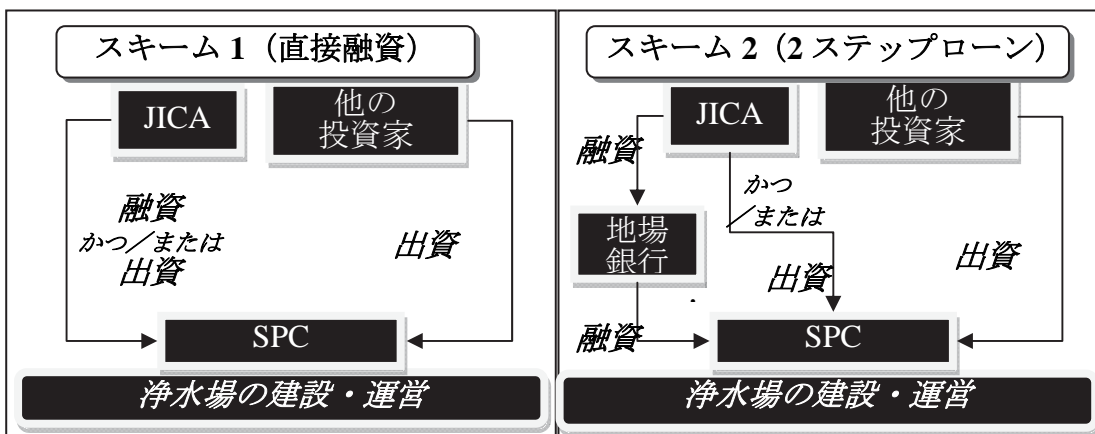 スキーム 1（直接融資）
JICA
他の
投資家
融資
かつ／または
出資
出資
SPC
浄水場の建設・運営
スキーム 2（2 ステップローン）
JICA
他の
投資家
融資
かつ
／または
地場
銀行
出資
出資
融資
SPC
浄水場の建設・運営